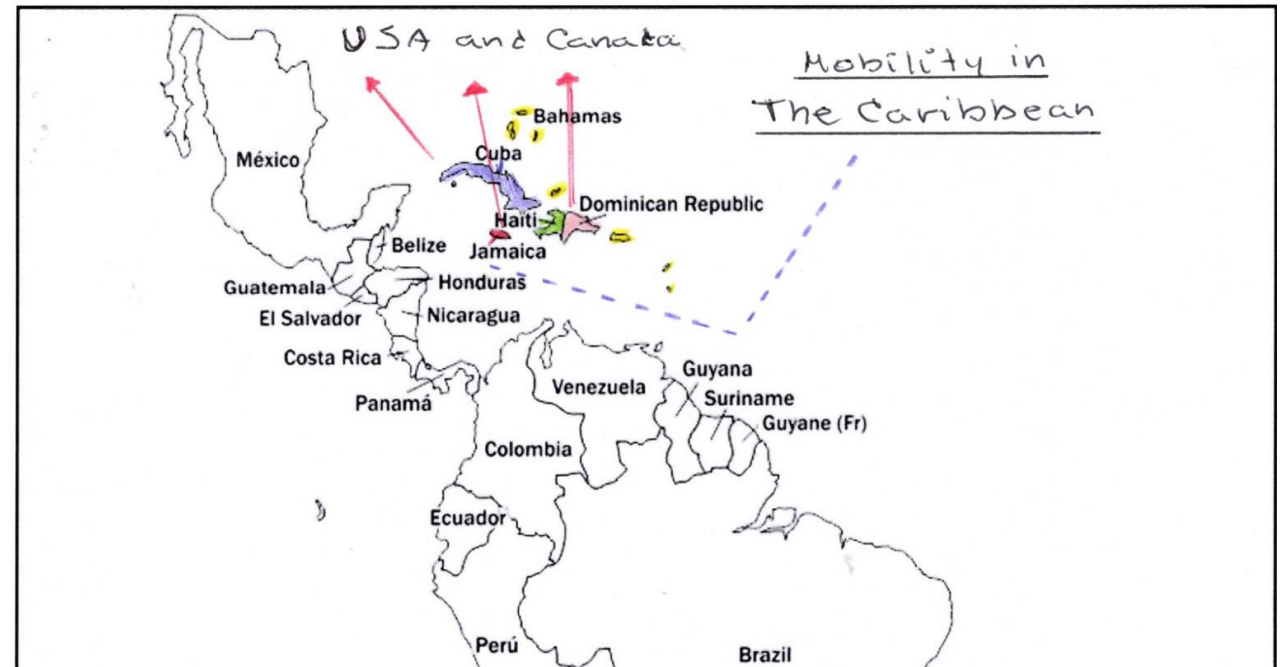 USA and Canada
Mobility in
The Caribbean
Bahamas
México
Cuba
Dominican Republic
Haïti
Jamaica
Belize
Guatemala
Honduras
El Salvador
Nicaragua
Costa Rica
Panamá
Venezuela
Guyana
Suriname
Guyane (Fr)
Colombia
Ecuador
Perú
Brazil